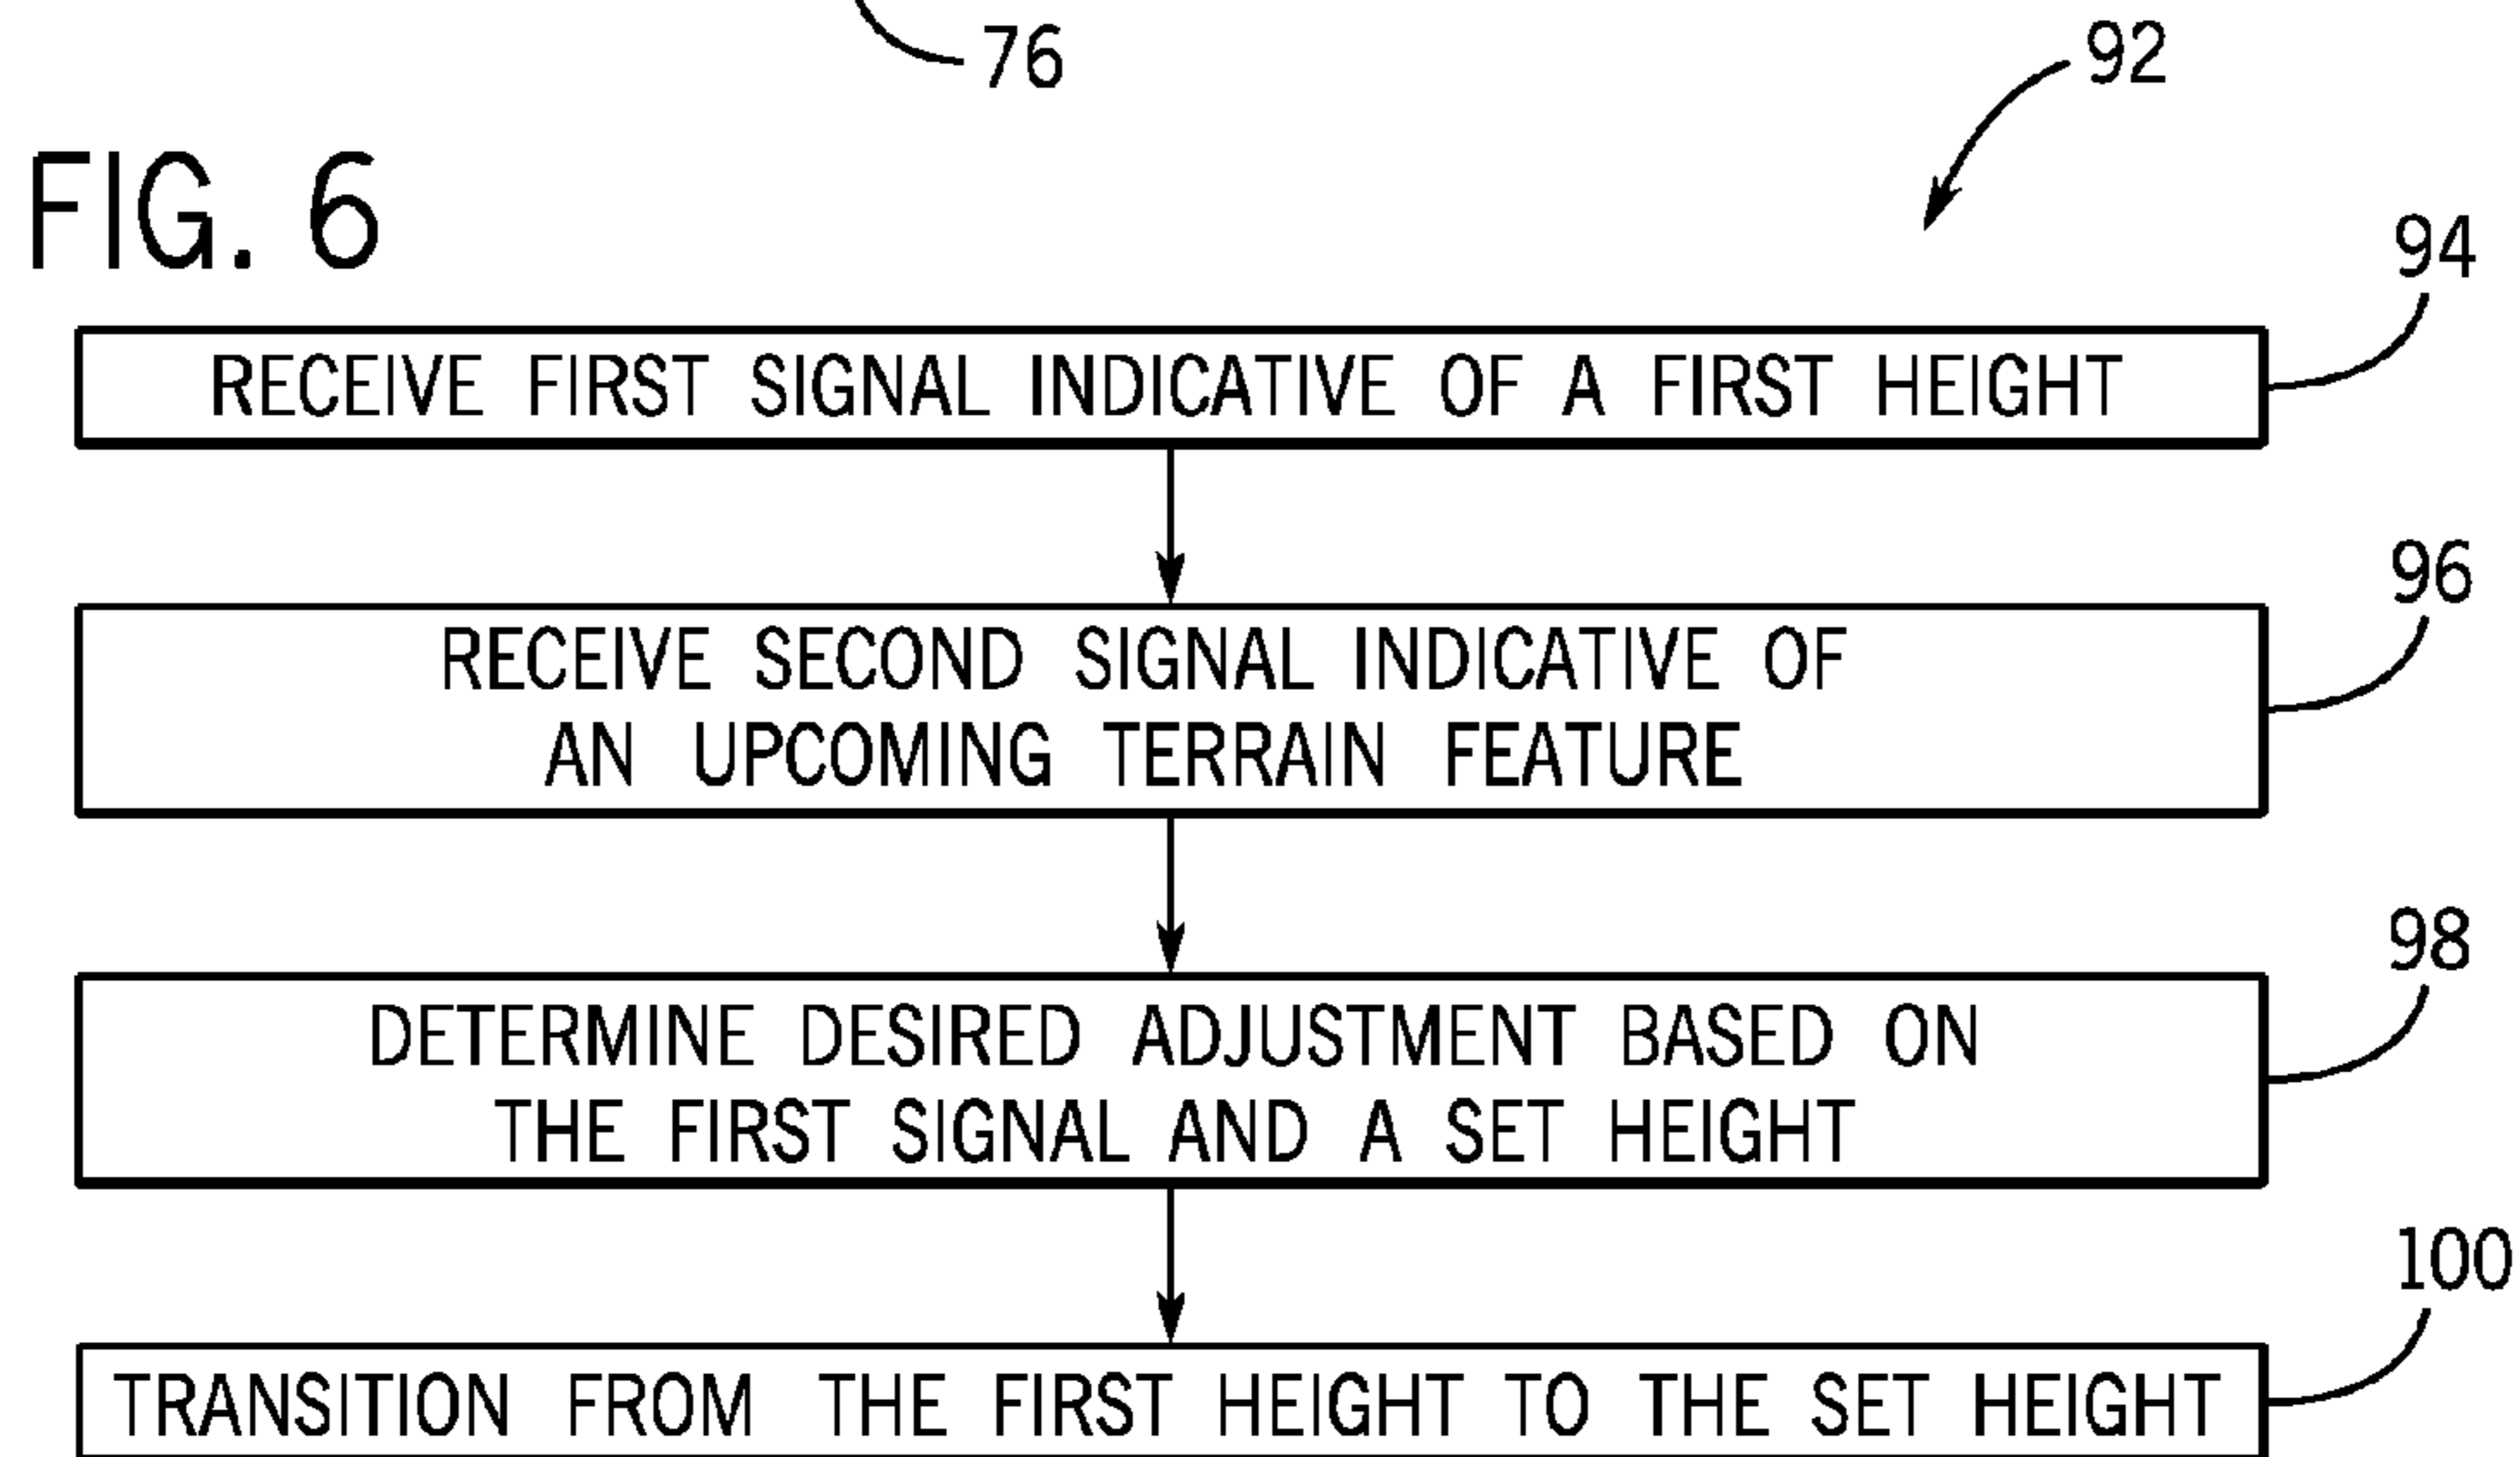 76
92
FIG. 6
94
RECEIVE FIRST SIGNAL INDICATIVE OF A FIRST HEIGHT
96
RECEIVE SECOND SIGNAL INDICATIVE OF
AN UPCOMING TERRAIN FEATURE
98
DETERMINE DESIRED ADJUSTMENT BASED ON
THE FIRST SIGNAL AND A SET HEIGHT
100
TRANSITION FROM THE FIRST HEIGHT TO THE SET HEIGHT